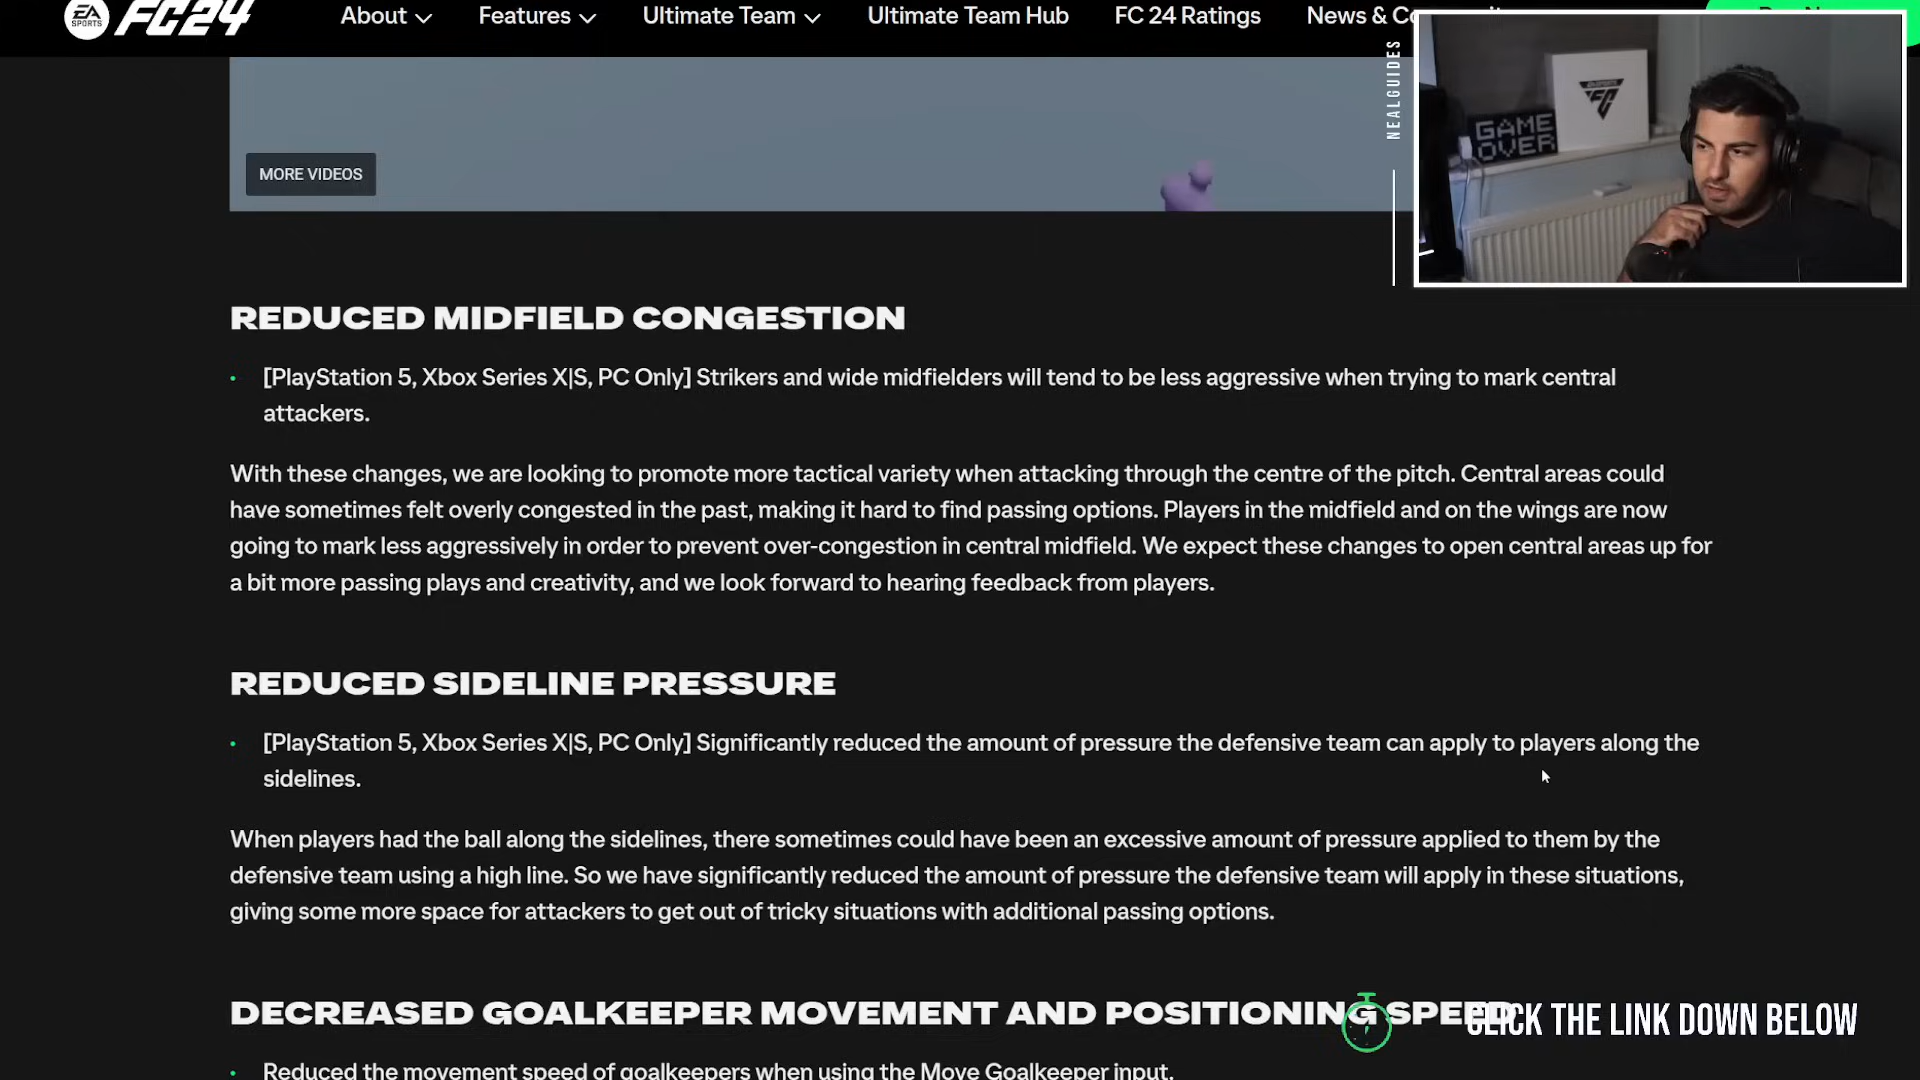 EA SPORTS FC24
About Features Ultimate Team Ultimate Team Hub FC 24 Ratings News & Co
NEALGUIDES
GAME OVER
FC
MORE VIDEOS
REDUCED MIDFIELD CONGESTION
• [PlayStation 5, Xbox Series X|S, PC Only] Strikers and wide midfielders will tend to be less aggressive when trying to mark central
attackers.
With these changes, we are looking to promote more tactical variety when attacking through the centre of the pitch. Central areas could
have sometimes felt overly congested in the past, making it hard to find passing options. Players in the midfield and on the wings are now
going to mark less aggressively in order to prevent over-congestion in central midfield. We expect these changes to open central areas up for
a bit more passing plays and creativity, and we look forward to hearing feedback from players.
REDUCED SIDELINE PRESSURE
• [PlayStation 5, Xbox Series X|S, PC Only] Significantly reduced the amount of pressure the defensive team can apply to players along the
sidelines.
When players had the ball along the sidelines, there sometimes could have been an excessive amount of pressure applied to them by the
defensive team using a high line. So we have significantly reduced the amount of pressure the defensive team will apply in these situations,
giving some more space for attackers to get out of tricky situations with additional passing options.
DECREASED GOALKEEPER MOVEMENT AND POSITIONING SPEED
CLICK THE LINK DOWN BELOW
• Reduced the movement speed of goalkeepers when using the Move Goalkeeper input.